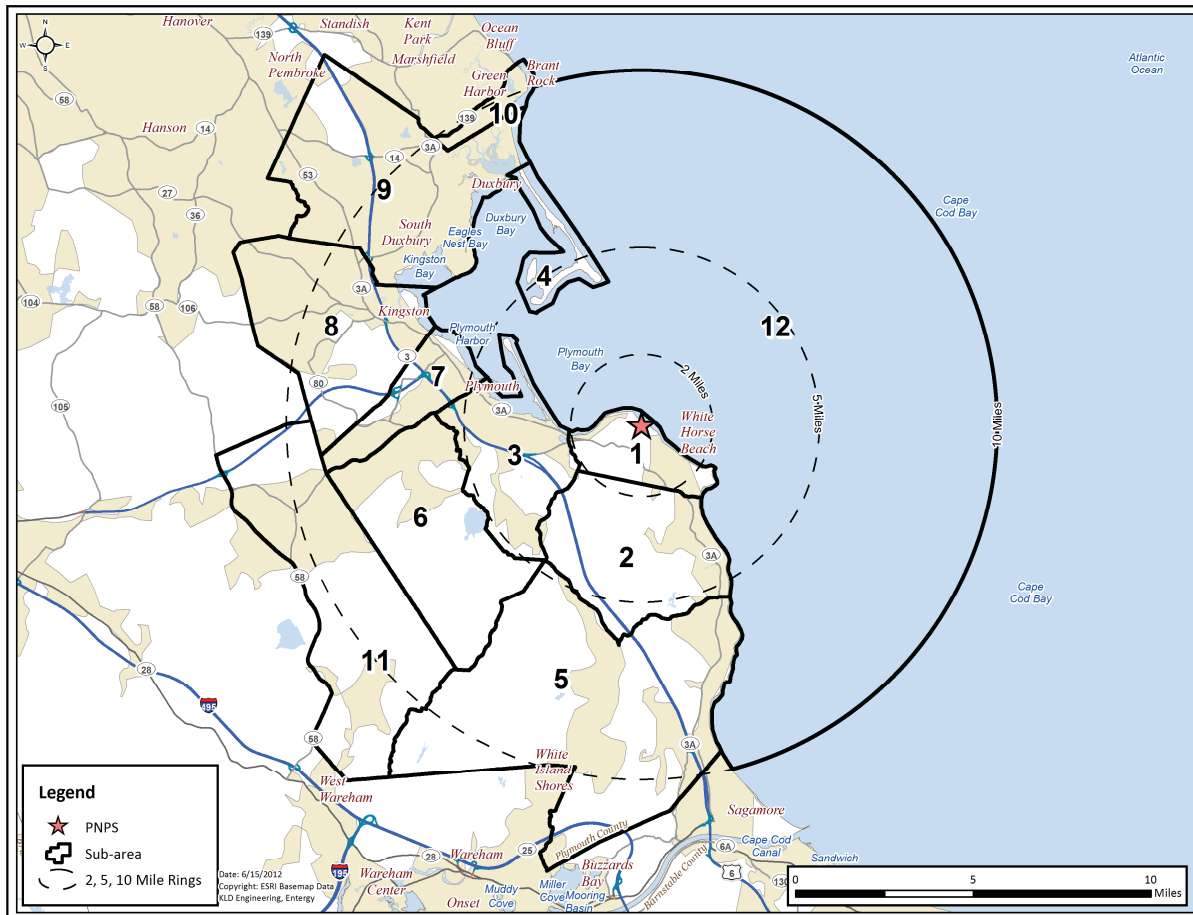 Hanover
Standish
Kent
Park
Ocean
Bluff
N
W
E
S
139
Marshfield
Atlantic
Ocean
North
Pembroke
Green
Harbor
Brant
Rock
58
139
10
Hanson
14
3A
14
53
27
9
Duxbury
36
Cape
Cod Bay
South
Duxbury
Eagles
Nest Bay
Duxbury
Bay
Kingston
Bay
4
3A
104
58
106
Kingston
12
8
Plymouth
Harbor
Plymouth
Bay
3
2 Miles
80
7
Plymouth
5 Miles
105
3A
White
Horse
Beach
10 Miles
3
1
6
2
3A
58
Cape
Cod Bay
11
5
28
495
58
3A
White
Island
Shores
West
Wareham
Legend
PNPS
Sub-area
2, 5, 10 Mile Rings
Sagamore
Plymouth County
Cape Cod
Canal
6A
25
28
Wareham
Sandwich
Buzzards
Bay
Barnstable County
6
130
195
Wareham
Center
Date: 6/15/2012
Copyright: ESRI Basemap Data
KLD Engineering, Entergy
Onset
Muddy
Cove
Miller
Cove
Mooring
Basin
0
5
10
Miles